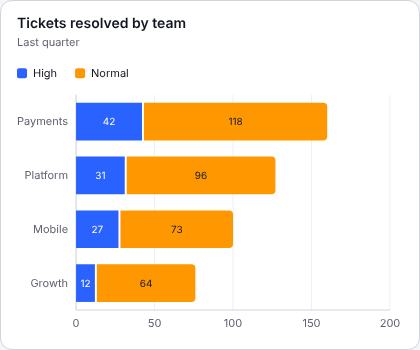 Tickets resolved by team
Last quarter
High Normal
Payments 42 118
Platform 31 96
Mobile 27 73
Growth 12 64
0 50 100 150 200